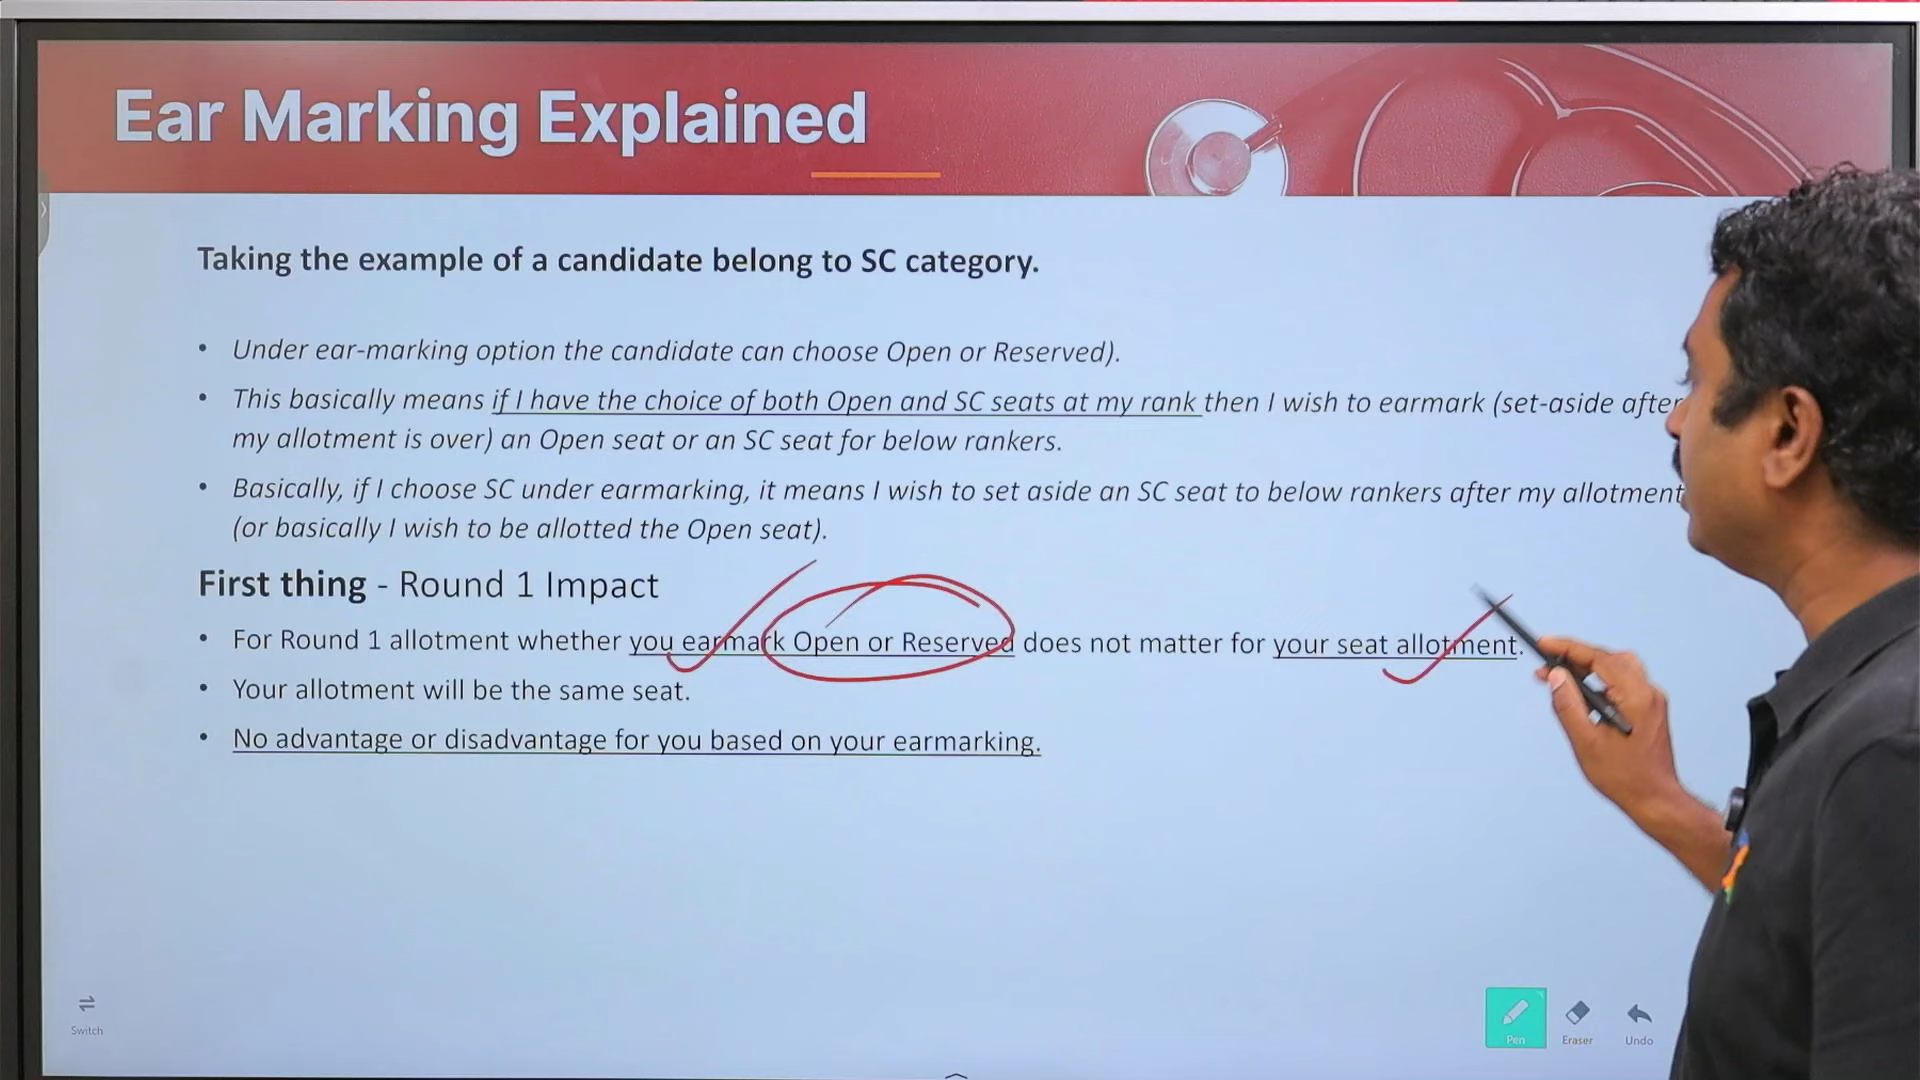 Ear Marking Explained
Taking the example of a candidate belong to SC category.
• Under ear-marking option the candidate can choose Open or Reserved).
• This basically means if I have the choice of both Open and SC seats at my rank then I wish to earmark (set-aside after
my allotment is over) an Open seat or an SC seat for below rankers.
• Basically, if I choose SC under earmarking, it means I wish to set aside an SC seat to below rankers after my allotment
(or basically I wish to be allotted the Open seat).
First thing - Round 1 Impact
• For Round 1 allotment whether you earmark Open or Reserved does not matter for your seat allotment.
• Your allotment will be the same seat.
• No advantage or disadvantage for you based on your earmarking.
Switch
Pen
Eraser
Undo